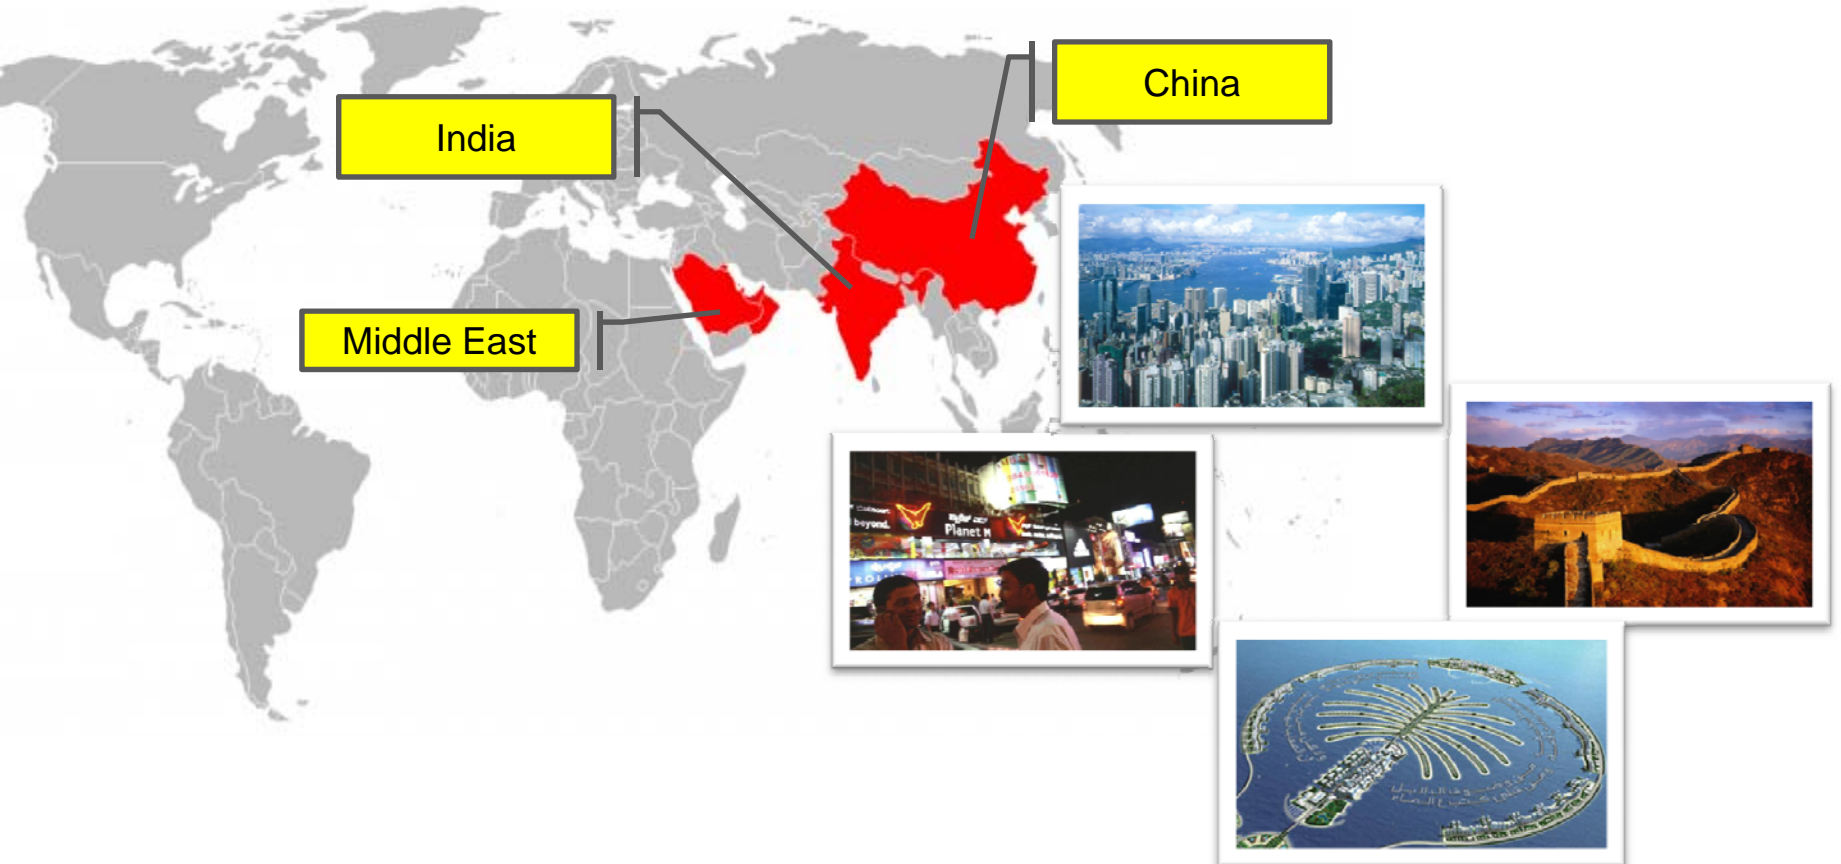 China
India
Middle East
beyond.
Planet M